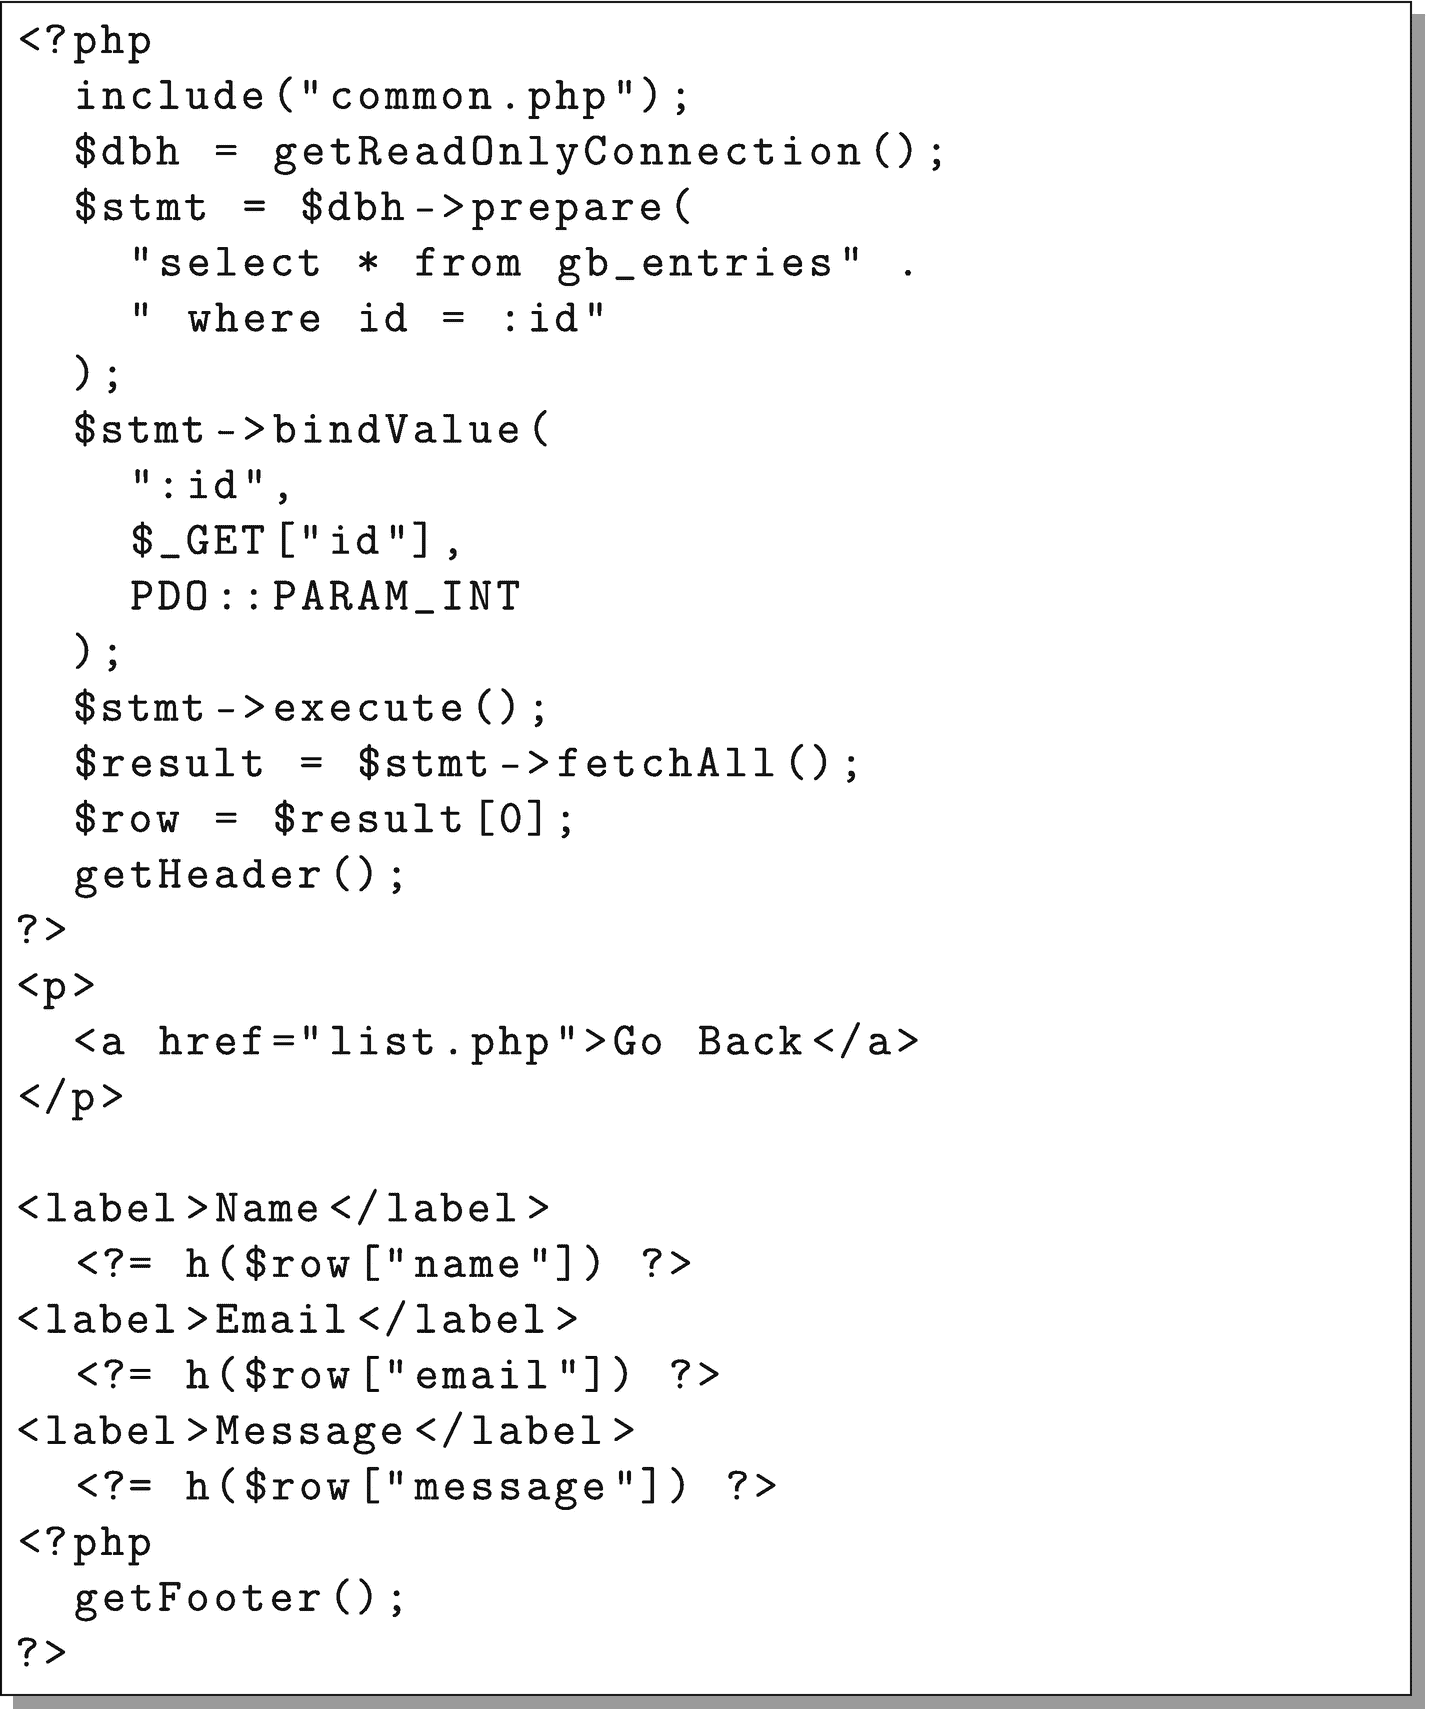 <?php
  include("common.php");
  $dbh = getReadOnlyConnection();
  $stmt = $dbh->prepare(
    "select * from gb_entries" .
    " where id = :id"
  );
  $stmt->bindValue(
    ":id",
    $_GET["id"],
    PDO::PARAM_INT
  );
  $stmt->execute();
  $result = $stmt->fetchAll();
  $row = $result[0];
  getHeader();
?>
<p>
  <a href="list.php">Go Back</a>
</p>

<label>Name</label>
  <?= h($row["name"]) ?>
<label>Email</label>
  <?= h($row["email"]) ?>
<label>Message</label>
  <?= h($row["message"]) ?>
<?php
  getFooter();
?>